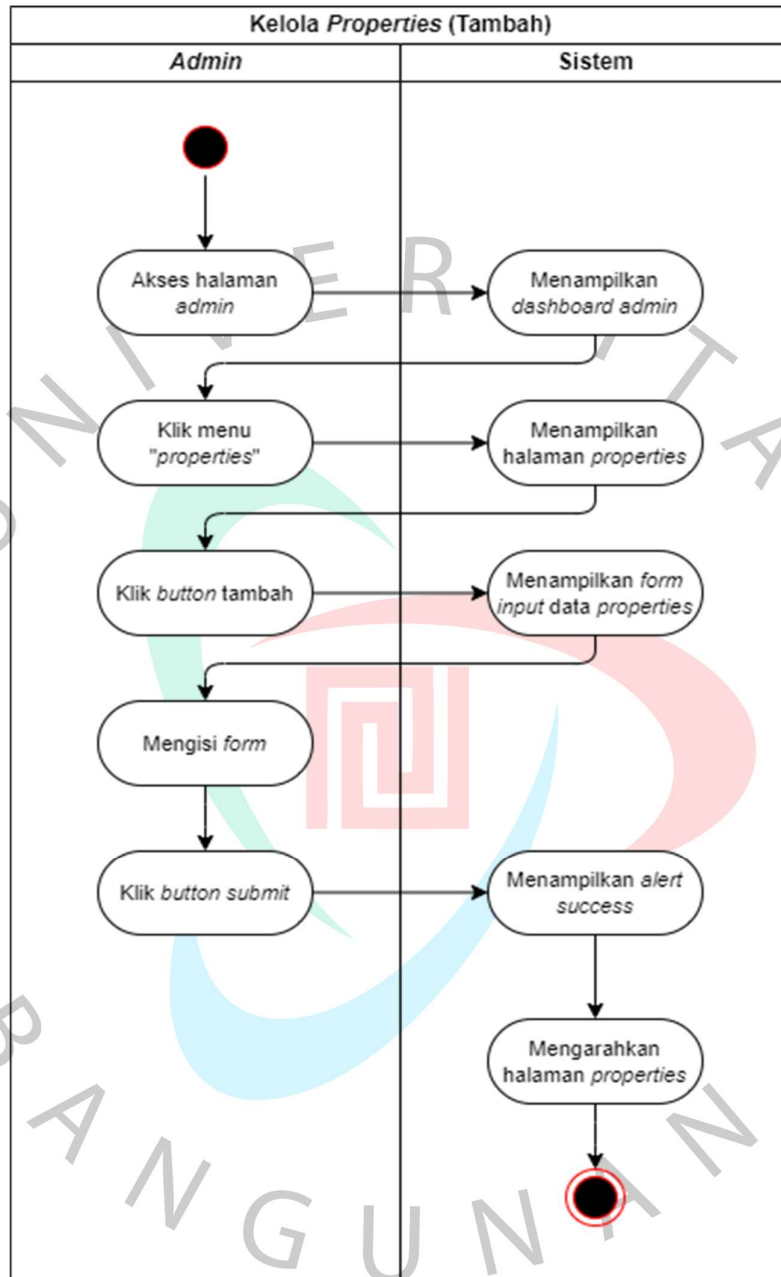 Kelola Properties (Tambah)
Admin
Sistem
Akses halaman
admin
Menampilkan
dashboard admin
Klik menu
"properties"
Menampilkan
halaman properties
Klik button tambah
Menampilkan form
input data properties
Mengisi form
Klik button submit
Menampilkan alert
success
Mengarahkan
halaman properties
BANGUNAN